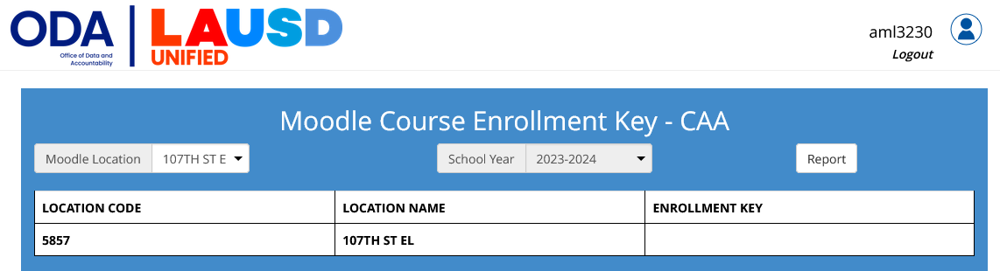 ODA
Office of Data and
Accountability
LAUSD
UNIFIED
aml3230
Logout
Moodle Course Enrollment Key - CAA
Moodle Location 107TH ST E School Year 2023-2024 Report
LOCATION CODE LOCATION NAME ENROLLMENT KEY
5857 107TH ST EL